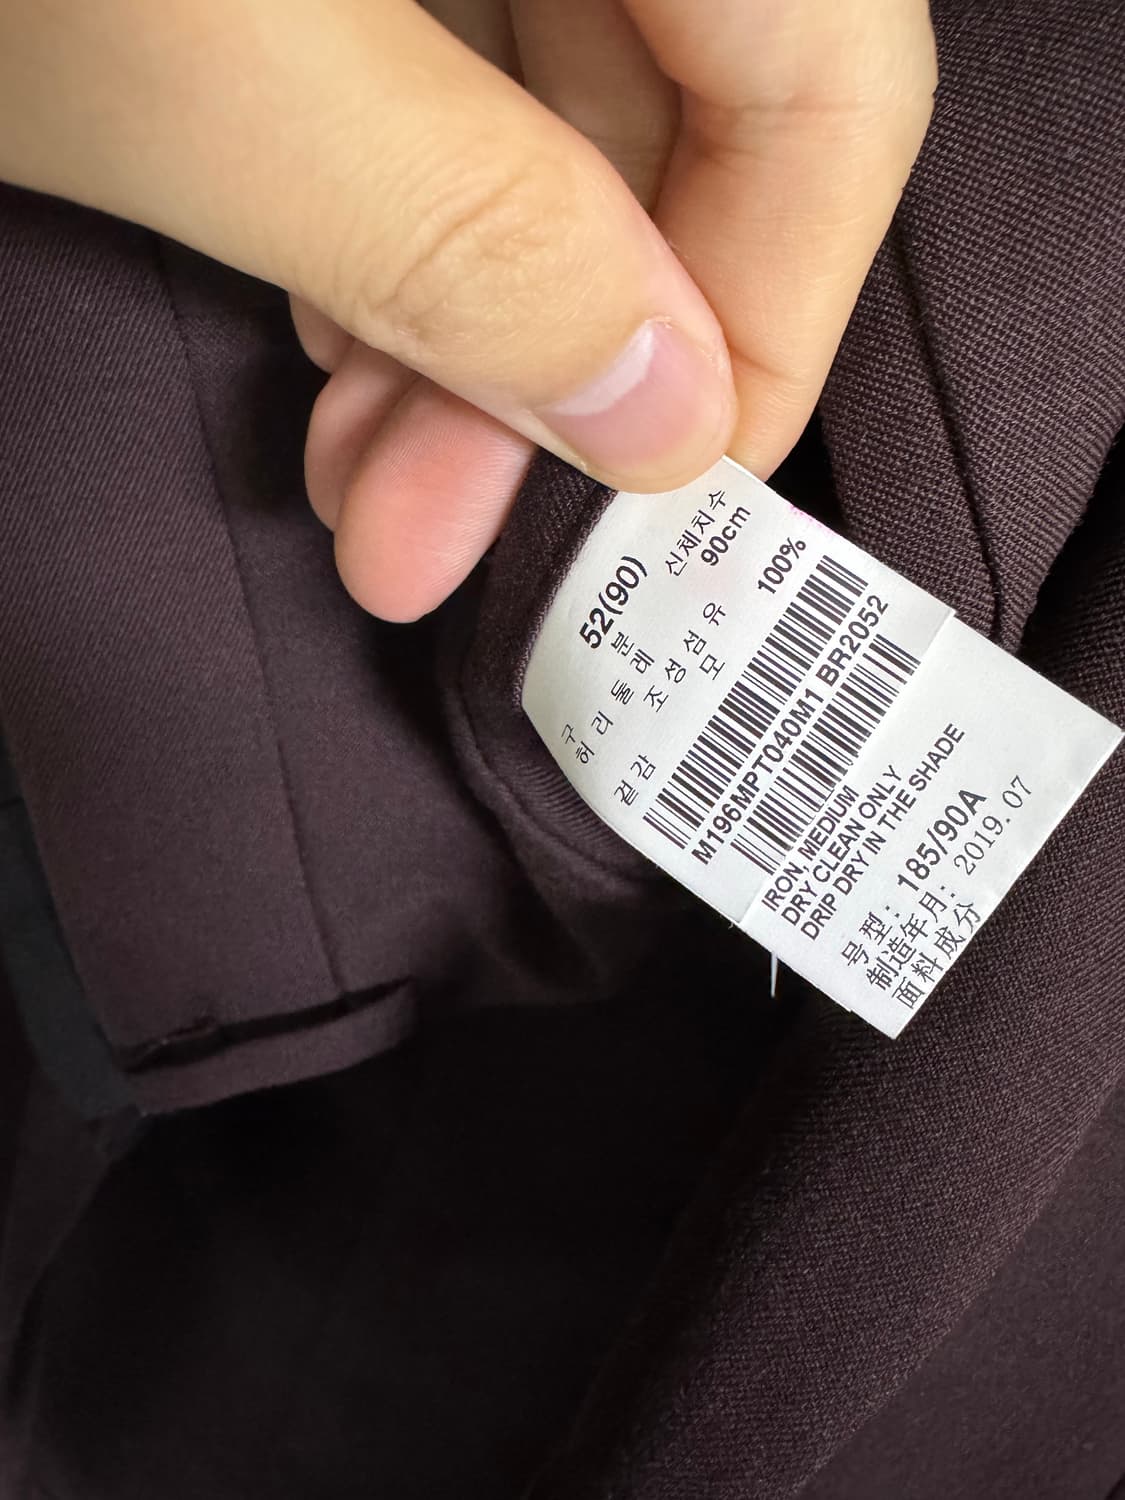 52(90)
구 분 신체치수
허리둘레 90cm
조성섬유
겉감 모 100%
M196MPT040M1 BR2052
IRON, MEDIUM
DRY CLEAN ONLY
DRIP DRY IN THE SHADE
号型: 185/90A
制造年月: 2019.07
面料成分